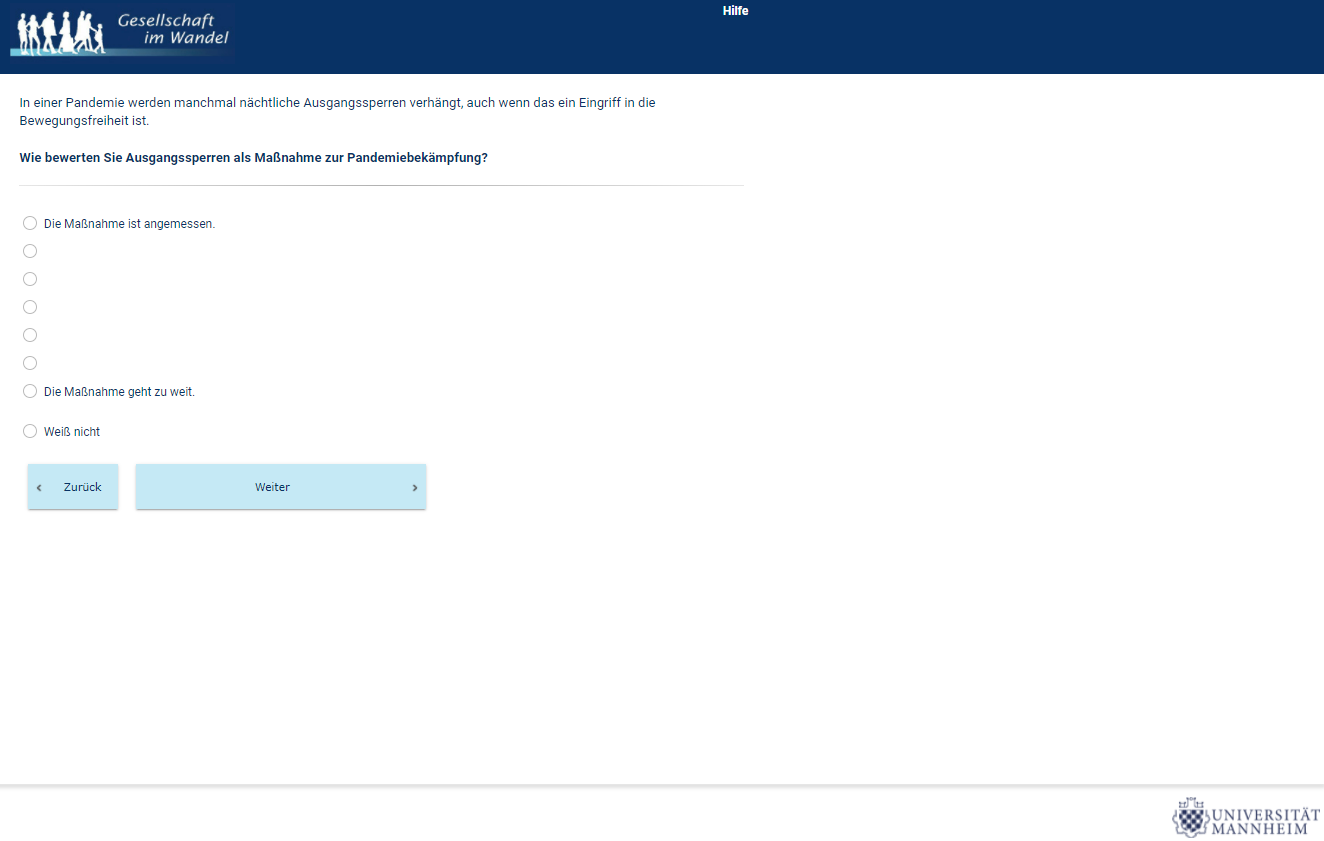 Gesellschaft
im Wandel
Hilfe
In einer Pandemie werden manchmal nächtliche Ausgangssperren verhängt, auch wenn das ein Eingriff in die
Bewegungsfreiheit ist.
Wie bewerten Sie Ausgangssperren als Maßnahme zur Pandemiebekämpfung?
Die Maßnahme ist angemessen.
Die Maßnahme geht zu weit.
Weiß nicht
‹ Zurück
Weiter ›
UNIVERSITÄT
MANNHEIM